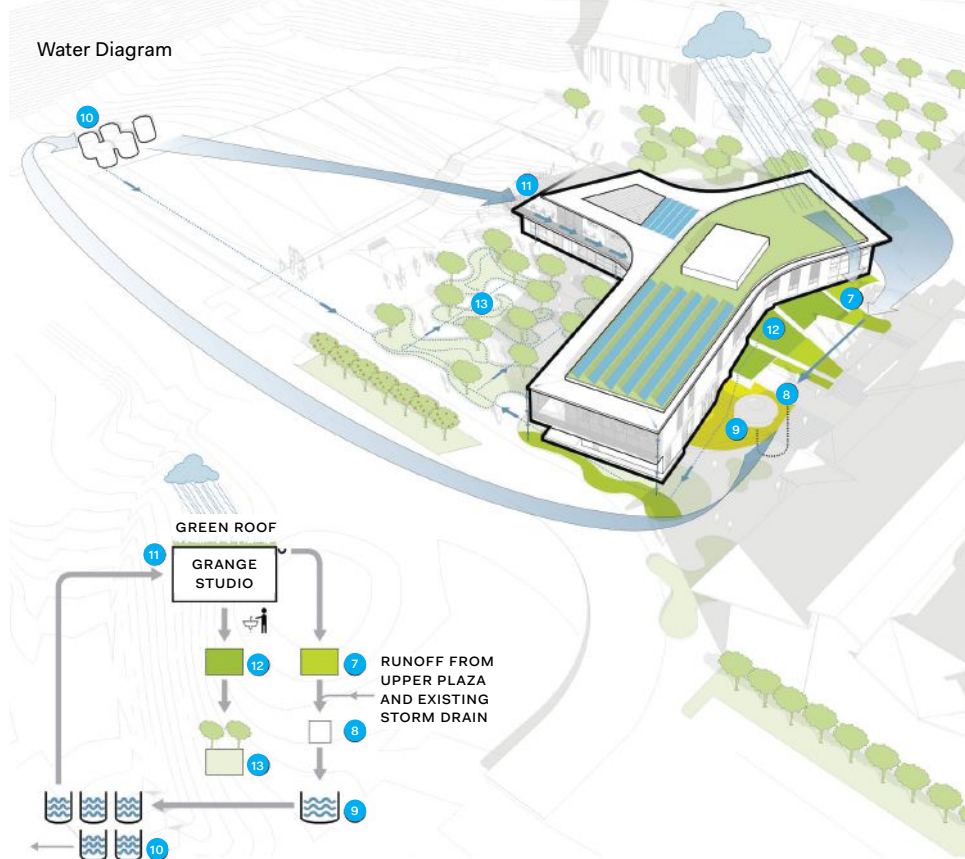 Water Diagram
10
11
13
7
12
8
9
GREEN ROOF
11
GRANGE
STUDIO
12
7
RUNOFF FROM
UPPER PLAZA
AND EXISTING
STORM DRAIN
8
13
9
10